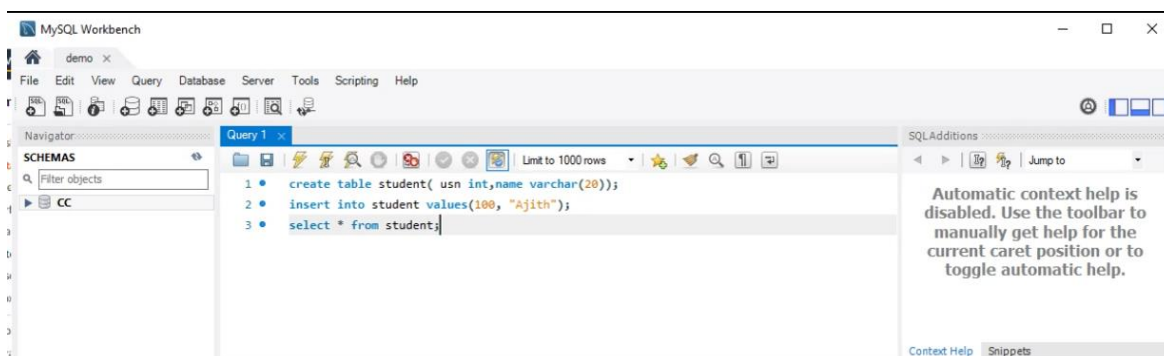 MySQL Workbench
demo
File Edit View Query Database Server Tools Scripting Help
Navigator
SCHEMAS
Filter objects
CC
Query 1
Limit to 1000 rows
1 create table student( usn int,name varchar(20));
2 insert into student values(100, "Ajith");
3 select * from student;
SQLAdditions
Jump to
Automatic context help is
disabled. Use the toolbar to
manually get help for the
current caret position or to
toggle automatic help.
Context Help Snippets